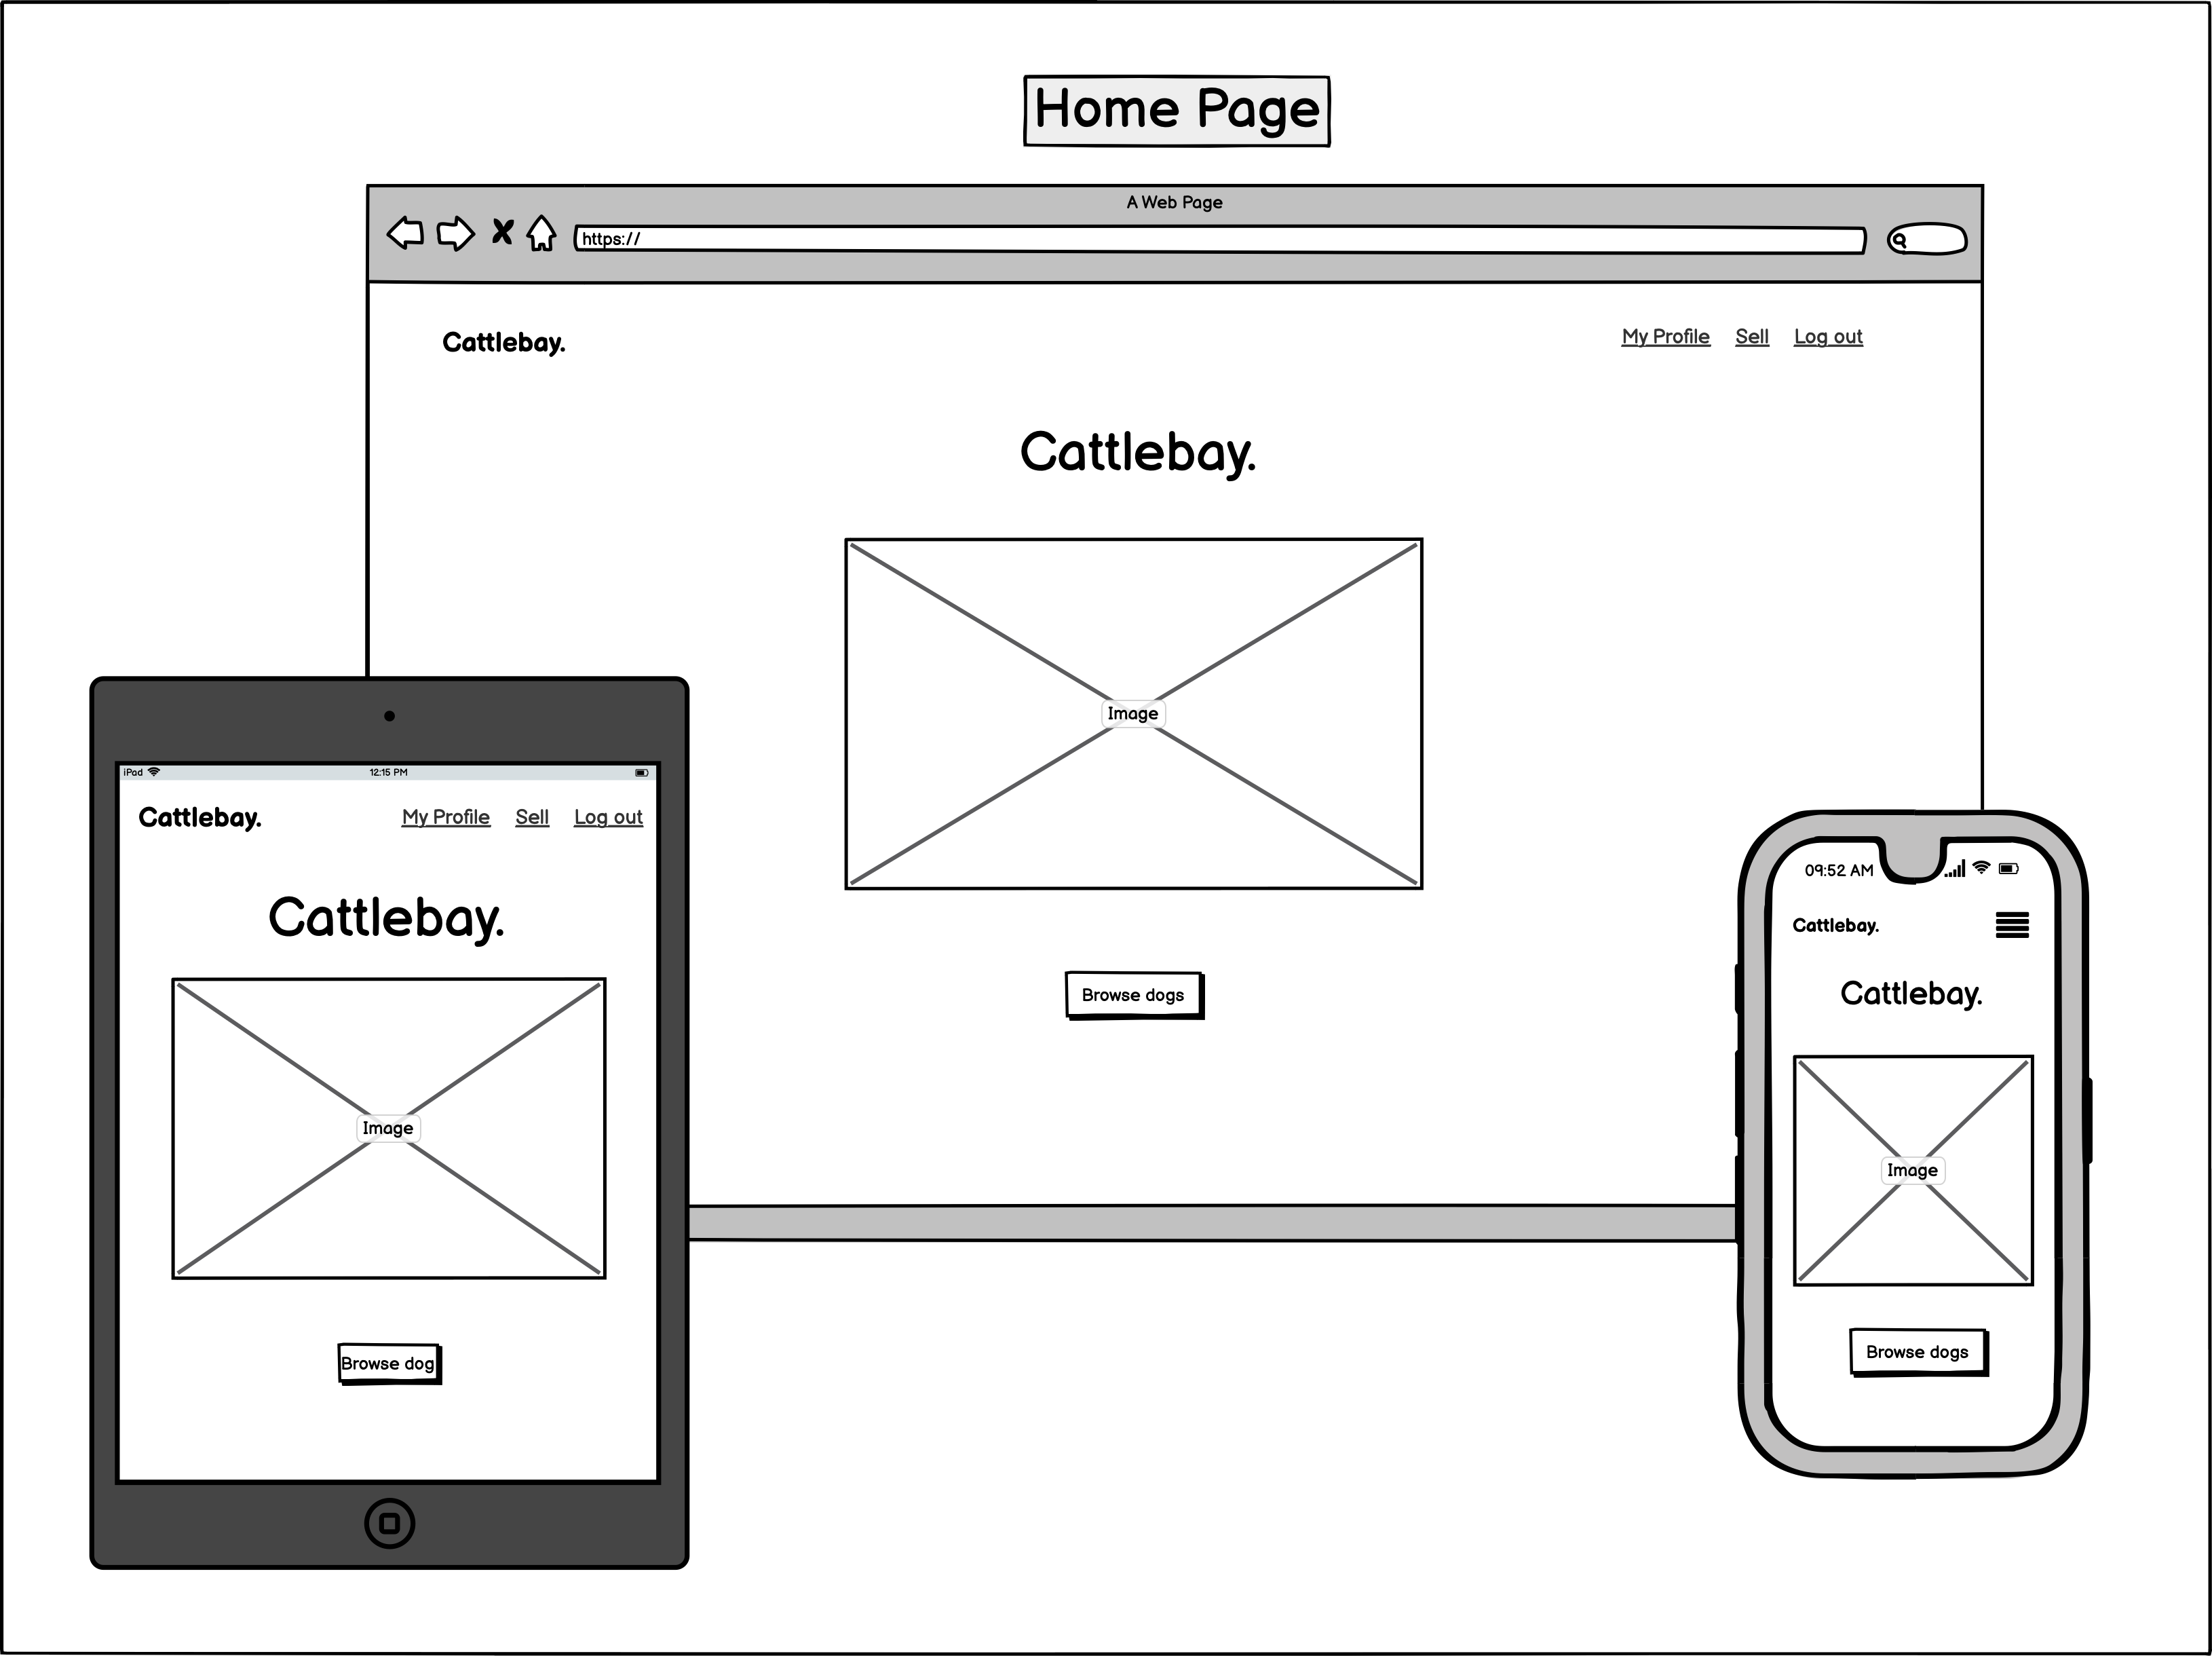 Home Page
A Web Page
https://
Cattlebay.
My Profile Sell Log out
Cattlebay.
Image
Browse dogs
iPad 12:15 PM
Cattlebay. My Profile Sell Log out
Cattlebay.
Image
Browse dog
09:52 AM
Cattlebay.
Cattlebay.
Image
Browse dogs